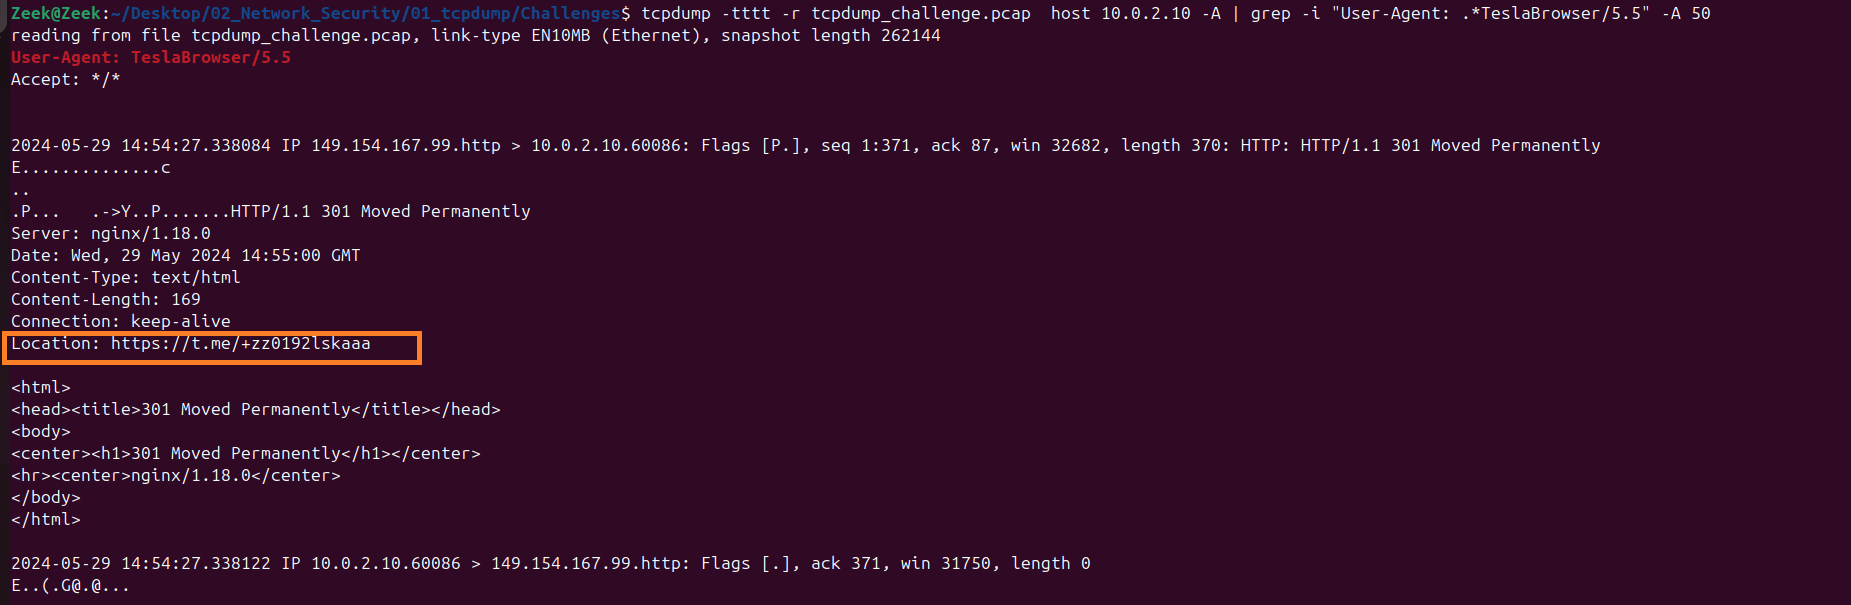 Zeek@Zeek:~/Desktop/02_Network_Security/01_tcpdump/Challenges$ tcpdump -tttt -r tcpdump_challenge.pcap  host 10.0.2.10 -A | grep -i "User-Agent: .*TeslaBrowser/5.5" -A 50
reading from file tcpdump_challenge.pcap, link-type EN10MB (Ethernet), snapshot length 262144
User-Agent: TeslaBrowser/5.5
Accept: */*
2024-05-29 14:54:27.338084 IP 149.154.167.99.http > 10.0.2.10.60086: Flags [P.], seq 1:371, ack 87, win 32682, length 370: HTTP: HTTP/1.1 301 Moved Permanently
E..............c
..
.P...   .->Y..P.......HTTP/1.1 301 Moved Permanently
Server: nginx/1.18.0
Date: Wed, 29 May 2024 14:55:00 GMT
Content-Type: text/html
Content-Length: 169
Connection: keep-alive
Location: https://t.me/+zz0192lskaaa
<html>
<head><title>301 Moved Permanently</title></head>
<body>
<center><h1>301 Moved Permanently</h1></center>
<hr><center>nginx/1.18.0</center>
</body>
</html>
2024-05-29 14:54:27.338122 IP 10.0.2.10.60086 > 149.154.167.99.http: Flags [.], ack 371, win 31750, length 0
E..(.G@.@...